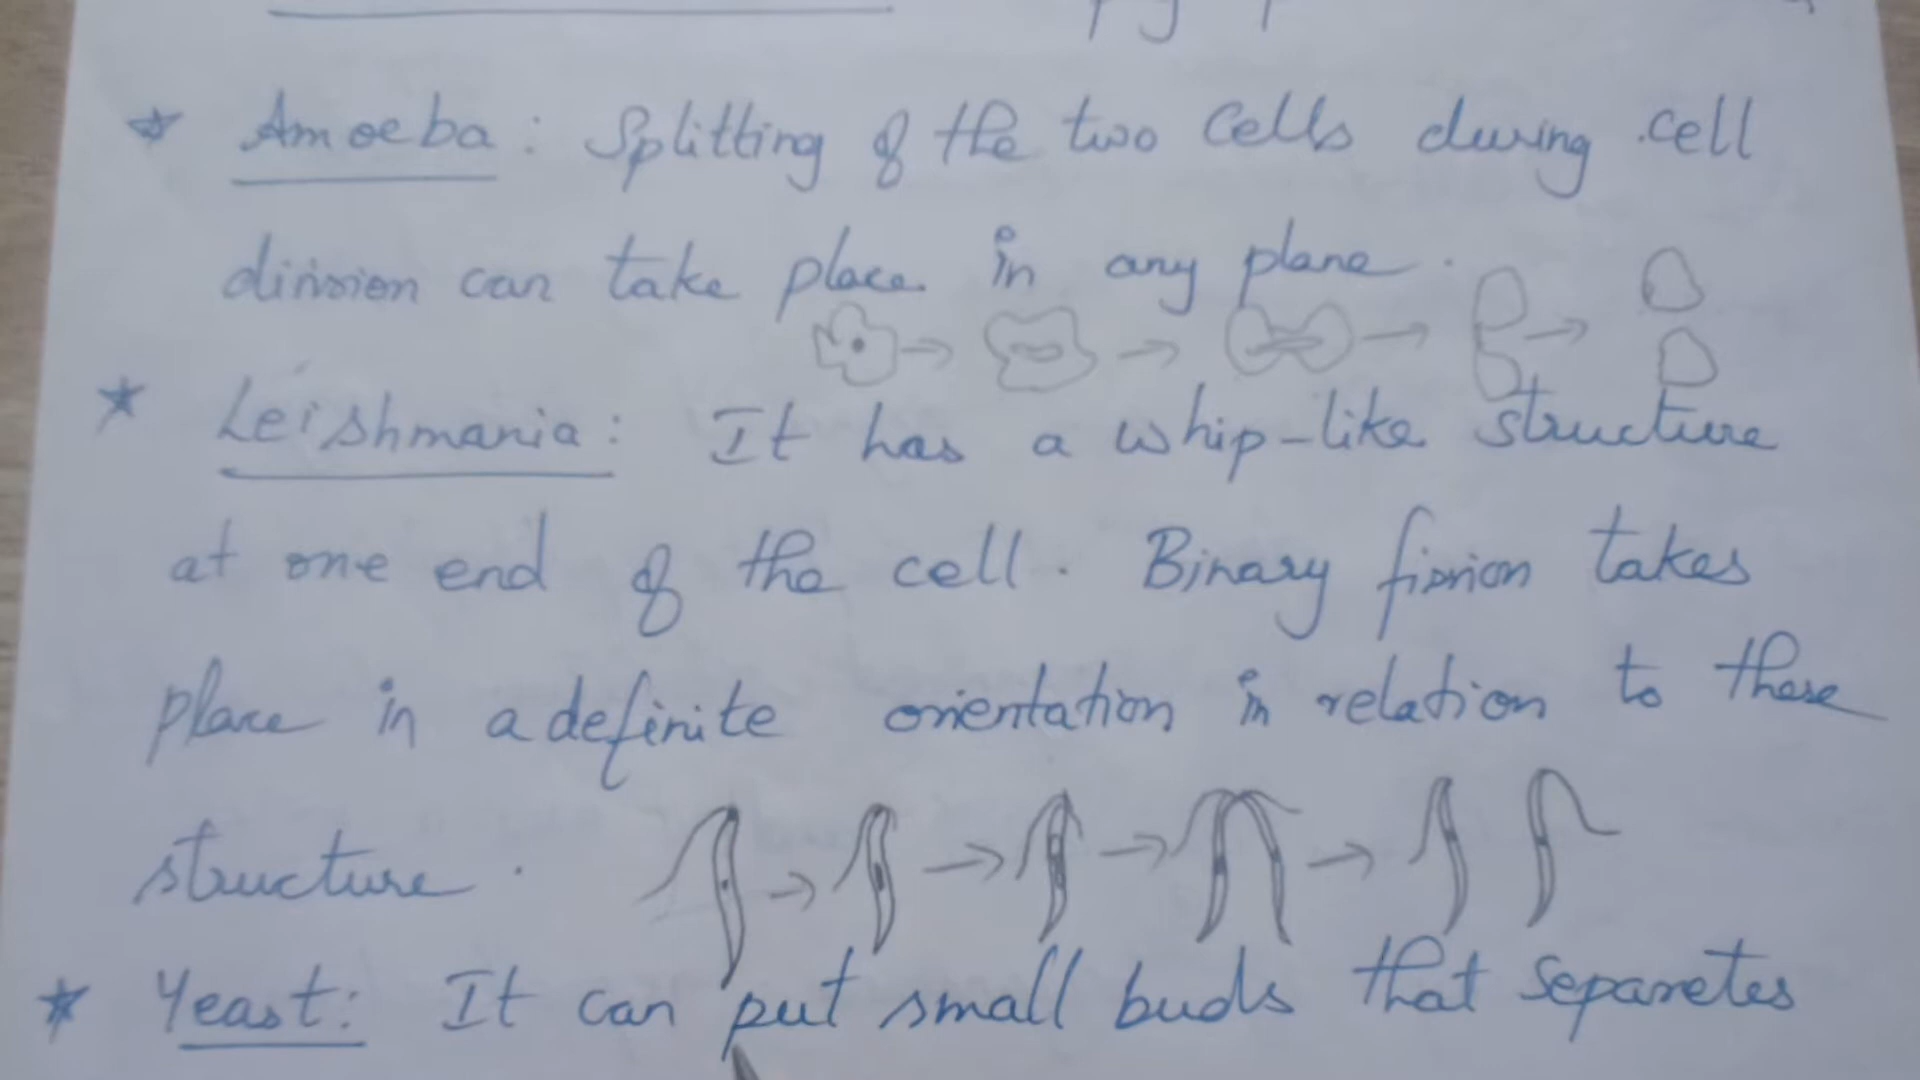 ☆ Amoeba : Splitting of the two cells during cell
division can take place in any plane.
★ Leishmania : It has a whip-like structure
at one end of the cell. Binary fission takes
place in a definite orientation in relation to these
structure.
★ Yeast : It can put small buds that separetes